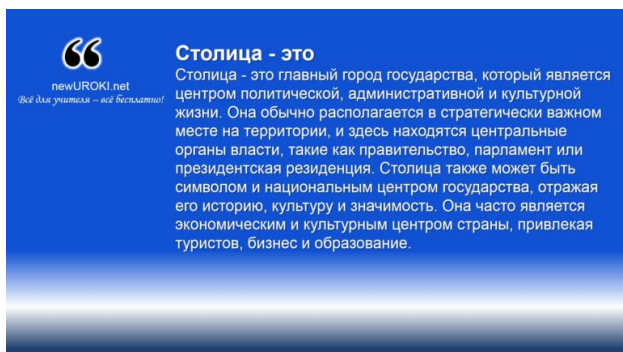 newUROKI.net
Всё для учителя – всё бесплатно!
Столица - это
Столица - это главный город государства, который является
центром политической, административной и культурной
жизни. Она обычно располагается в стратегически важном
месте на территории, и здесь находятся центральные
органы власти, такие как правительство, парламент или
президентская резиденция. Столица также может быть
символом и национальным центром государства, отражая
его историю, культуру и значимость. Она часто является
экономическим и культурным центром страны, привлекая
туристов, бизнес и образование.